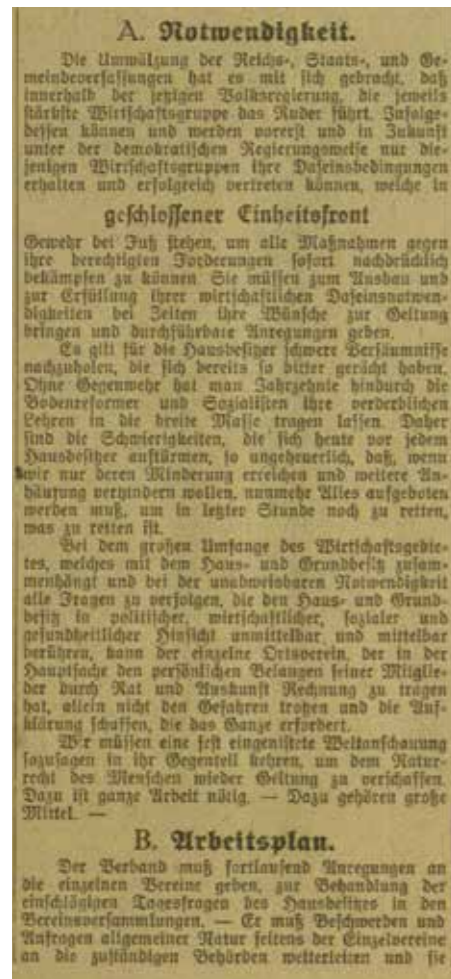 A. Notwendigkeit.
Die Umwälzung der Reichs-, Staats-, und Ge-
meindeverfassungen hat es mit sich gebracht, daß
innerhalb der jetzigen Volksregierung, die jeweils
stärkste Wirtschaftsgruppe das Ruder führt. Infolge-
dessen können und werden vorerst und in Zukunft
unter der demokratischen Regierungsweise nur die-
jenigen Wirtschaftsgruppen ihre Daseinsbedingungen
erhalten und erfolgreich vertreten können, welche in
geschlossener Einheitsfront
Gewehr bei Fuß stehen, um alle Maßnahmen gegen
ihre berechtigten Forderungen sofort nachdrücklich
bekämpfen zu können. Sie müssen zum Ausbau und
zur Erfüllung ihrer wirtschaftlichen Daseinsnotwen-
digkeiten bei Zeiten ihre Wünsche zur Geltung
bringen und durchführbare Anregungen geben.
Es gilt für die Hausbesitzer schwere Versäumnisse
nachzuholen, die sich bereits so bitter gerächt haben.
Ohne Gegenwehr hat man Jahrzehnte hindurch die
Bodenreformer und Sozialisten ihre verderblichen
Lehren in die breite Masse tragen lassen. Daher
sind die Schwierigkeiten, die sich heute vor jedem
Hausbesitzer auftürmen, so ungeheuerlich, daß, wenn
wir nur deren Minderung erreichen und weitere An-
häufung verhindern wollen, nunmehr Alles aufgeboten
werden muß, um in letzter Stunde noch zu retten,
was zu retten ist.
Bei dem großen Umfange des Wirtschaftsgebie-
tes, welches mit dem Haus- und Grundbesitz zusam-
menhängt und bei der unabweisbaren Notwendigkeit
alle Fragen zu verfolgen, die den Haus- und Grund-
besitz in politischer, wirtschaftlicher, sozialer und
gesundheitlicher Hinsicht unmittelbar und mittelbar
berühren, kann der einzelne Ortsverein, der in der
Hauptsache den persönlichen Belangen seiner Mitglie-
der durch Rat und Auskunft Rechnung zu tragen
hat, allein nicht den Gefahren trotzen und die Auf-
klärung schaffen, die das Ganze erfordert.
Wir müssen eine fest eingenistete Weltanschauung
sozusagen in ihr Gegenteil kehren, um dem Natur-
recht des Menschen wieder Geltung zu verschaffen.
Dazu ist ganze Arbeit nötig. — Dazu gehören große
Mittel. —
B. Arbeitsplan.
Der Verband muß fortlaufend Anregungen an
die einzelnen Vereine geben, zur Behandlung der
einschlägigen Tagesfragen des Hausbesitzes in den
Vereinsversammlungen. — Er muß Beschwerden und
Anfragen allgemeiner Natur seitens der Einzelvereine
an die zuständigen Behörden weiterleiten und sie